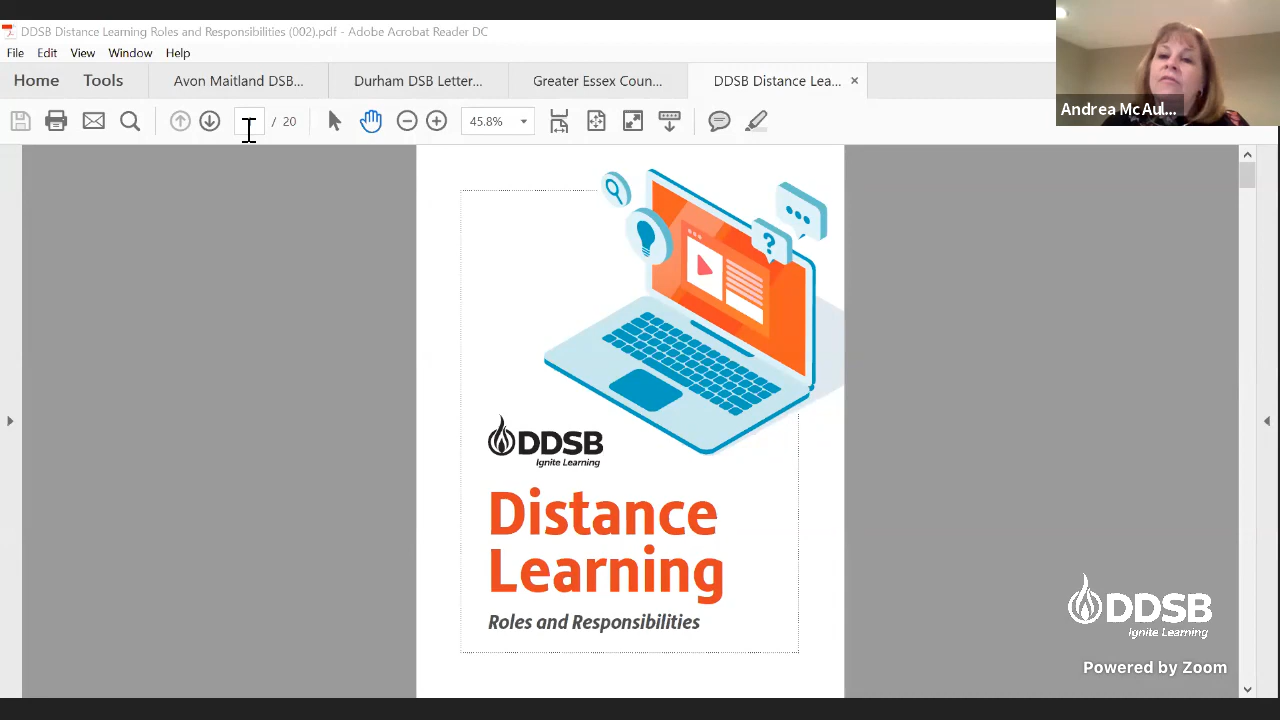 DDSB Distance Learning Roles and Responsibilities (002).pdf - Adobe Acrobat Reader DC
File Edit View Window Help
Home Tools Avon Maitland DSB... Durham DSB Letter... Greater Essex Coun... DDSB Distance Lea... ×
/ 20 45.8%
Andrea McAul...
?
DDSB
Ignite Learning
Distance
Learning
Roles and Responsibilities
DDSB
Ignite Learning
Powered by Zoom